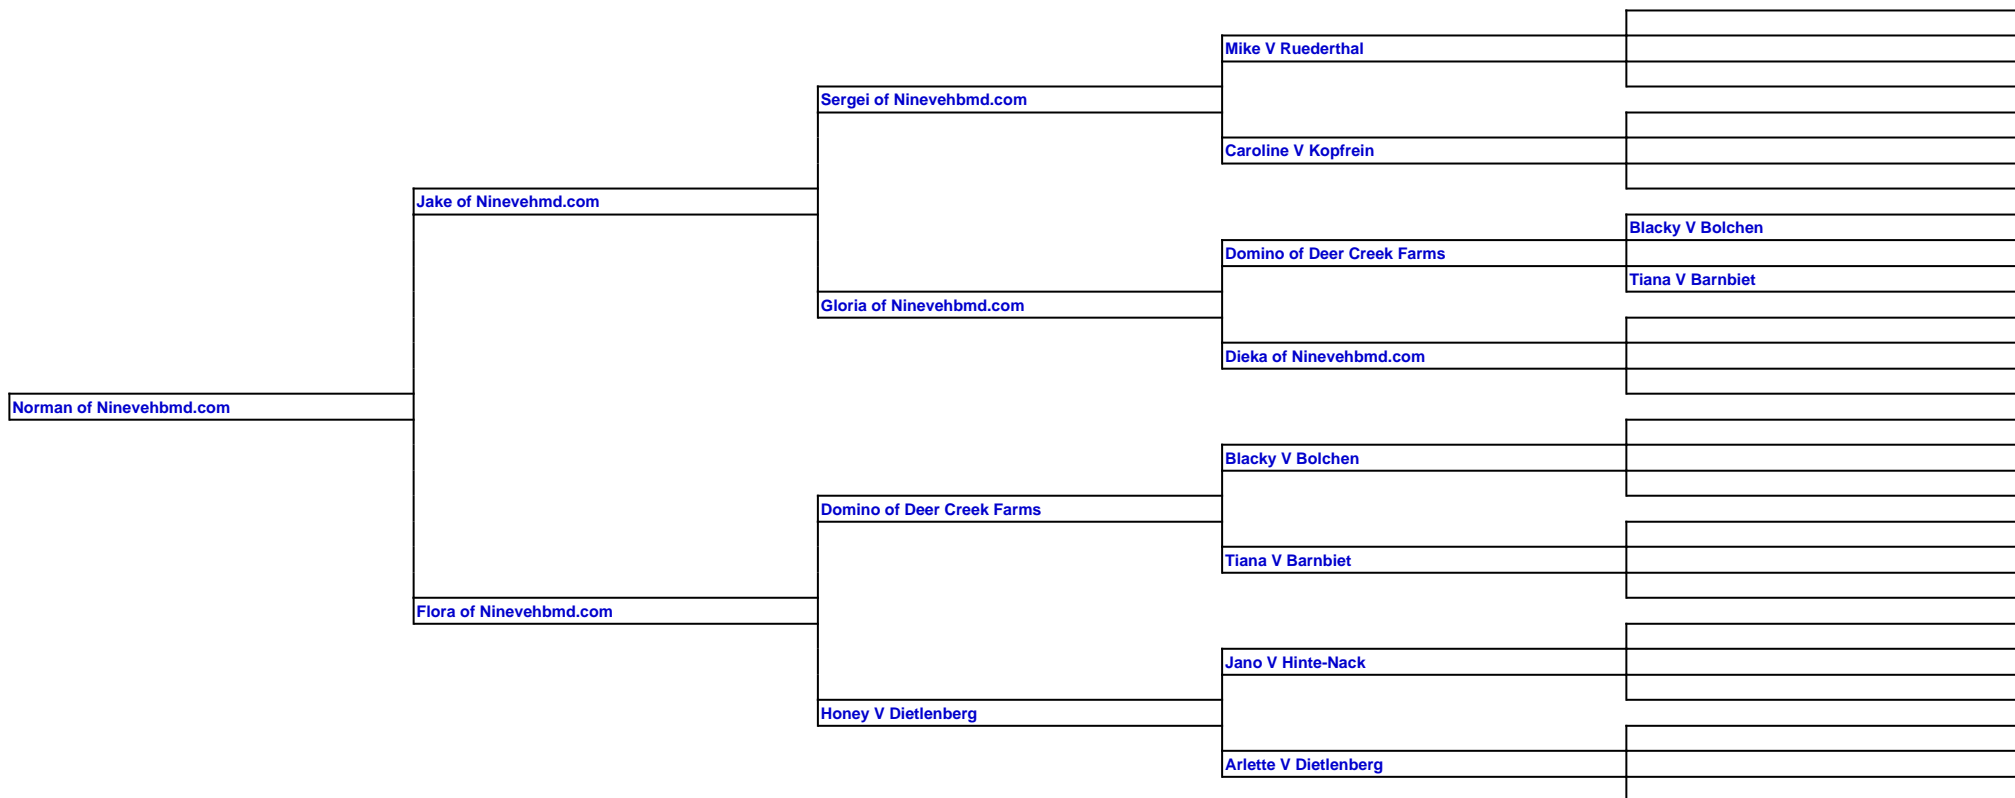 Mike V Ruederthal
Sergei of Ninevehbmd.com
Caroline V Kopfrein
Jake of Ninevehmd.com
Blacky V Bolchen
Domino of Deer Creek Farms
Tiana V Barnbiet
Gloria of Ninevehbmd.com
Dieka of Ninevehbmd.com
Norman of Ninevehbmd.com
Blacky V Bolchen
Domino of Deer Creek Farms
Tiana V Barnbiet
Flora of Ninevehbmd.com
Jano V Hinte-Nack
Honey V Dietlenberg
Arlette V Dietlenberg